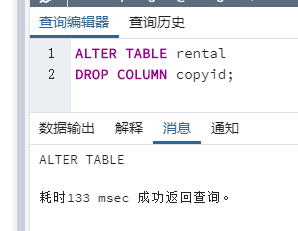 查询编辑器 查询历史
1 ALTER TABLE rental
2 DROP COLUMN copyid;
数据输出 解释 消息 通知
ALTER TABLE
耗时133 msec 成功返回查询。